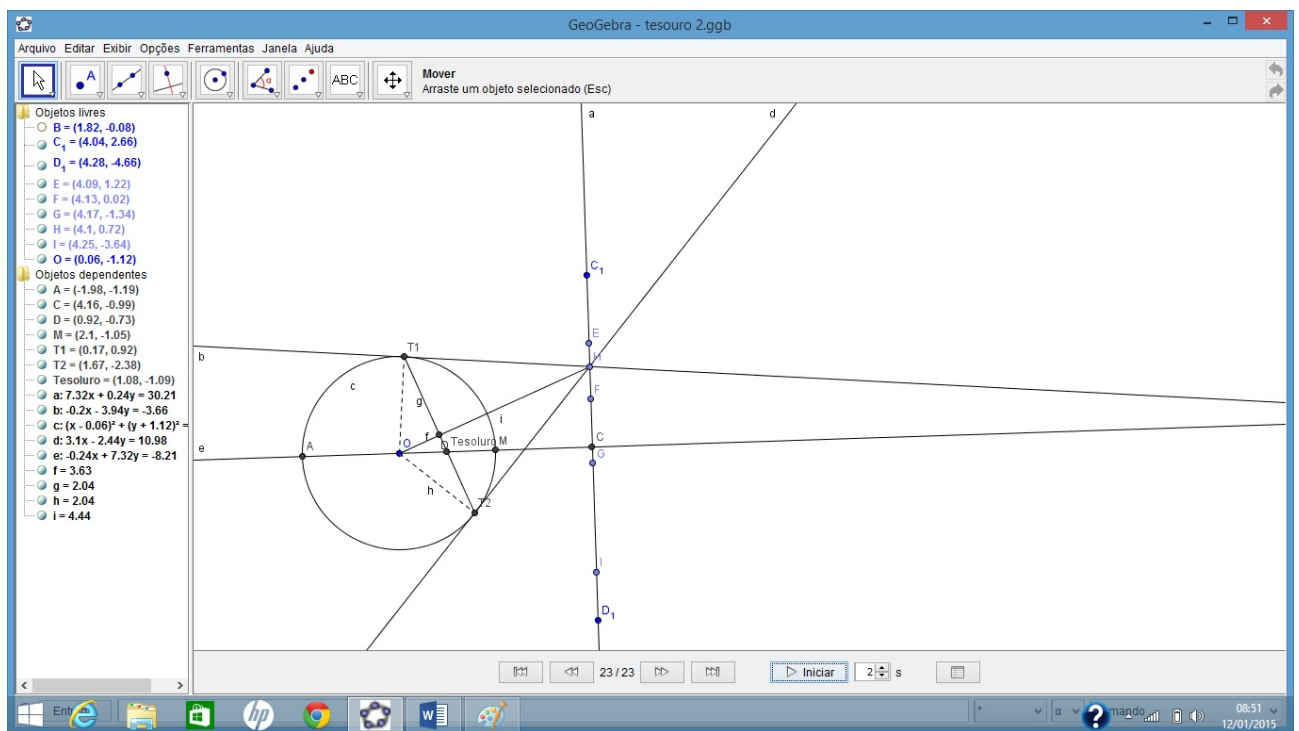 GeoGebra - tesouro 2.ggb
Arquivo Editar Exibir Opções Ferramentas Janela Ajuda
A
α
ABC
Mover
Arraste um objeto selecionado (Esc)
Objetos livres
B = (1.82, -0.08)
C₁ = (4.04, 2.66)
D₁ = (4.28, -4.66)
E = (4.09, 1.22)
F = (4.13, 0.02)
G = (4.17, -1.34)
H = (4.1, 0.72)
I = (4.25, -3.64)
O = (0.06, -1.12)
Objetos dependentes
A = (-1.98, -1.19)
C = (4.16, -0.99)
D = (0.92, -0.73)
M = (2.1, -1.05)
T1 = (0.17, 0.92)
T2 = (1.67, -2.38)
Tesoluro = (1.08, -1.09)
a: 7.32x + 0.24y = 30.21
b: -0.2x - 3.94y = -3.66
c: (x - 0.06)² + (y + 1.12)² =
d: 3.1x - 2.44y = 10.98
e: -0.24x + 7.32y = -8.21
f = 3.63
g = 2.04
h = 2.04
i = 4.44
a
d
C₁
E
T1
b
H
c
F
g
i
A
O
f
D
Tesoluro M
C
e
G
h
T2
I
D₁
23 / 23
Iniciar
2
s
hp
W
α
?
mando
08:51
12/01/2015